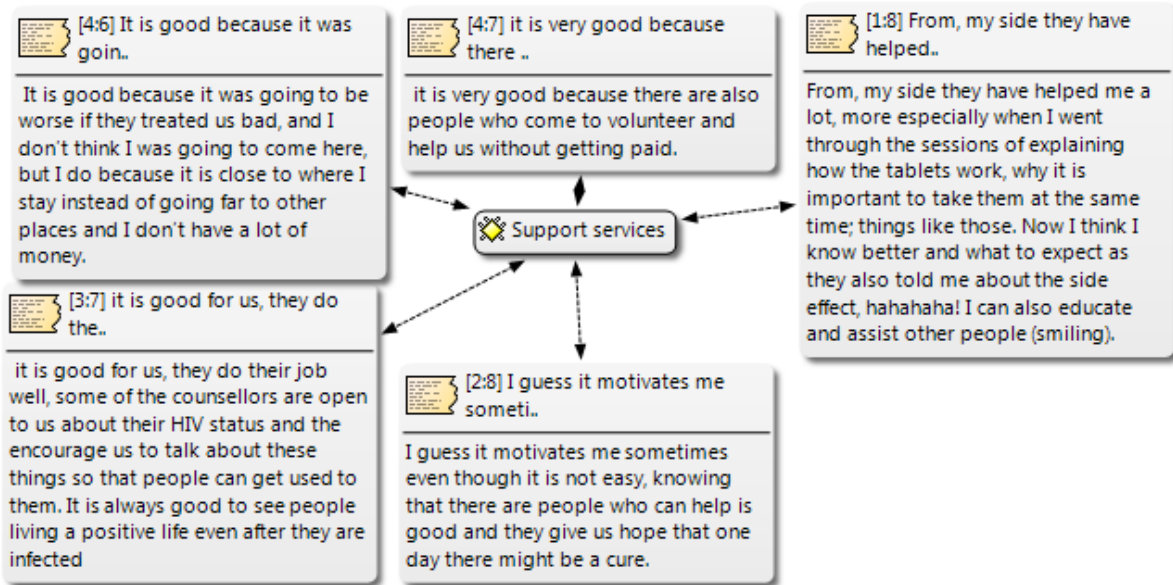 [4:6] It is good because it was
goin..
It is good because it was going to be
worse if they treated us bad, and I
don't think I was going to come here,
but I do because it is close to where I
stay instead of going far to other
places and I don't have a lot of
money.
[4:7] it is very good because
there ..
it is very good because there are also
people who come to volunteer and
help us without getting paid.
[1:8] From, my side they have
helped..
From, my side they have helped me a
lot, more especially when I went
through the sessions of explaining
how the tablets work, why it is
important to take them at the same
time; things like those. Now I think I
know better and what to expect as
they also told me about the side
effect, hahahaha! I can also educate
and assist other people (smiling).
Support services
[3:7] it is good for us, they do
the..
it is good for us, they do their job
well, some of the counsellors are open
to us about their HIV status and the
encourage us to talk about these
things so that people can get used to
them. It is always good to see people
living a positive life even after they are
infected
[2:8] I guess it motivates me
someti..
I guess it motivates me sometimes
even though it is not easy, knowing
that there are people who can help is
good and they give us hope that one
day there might be a cure.